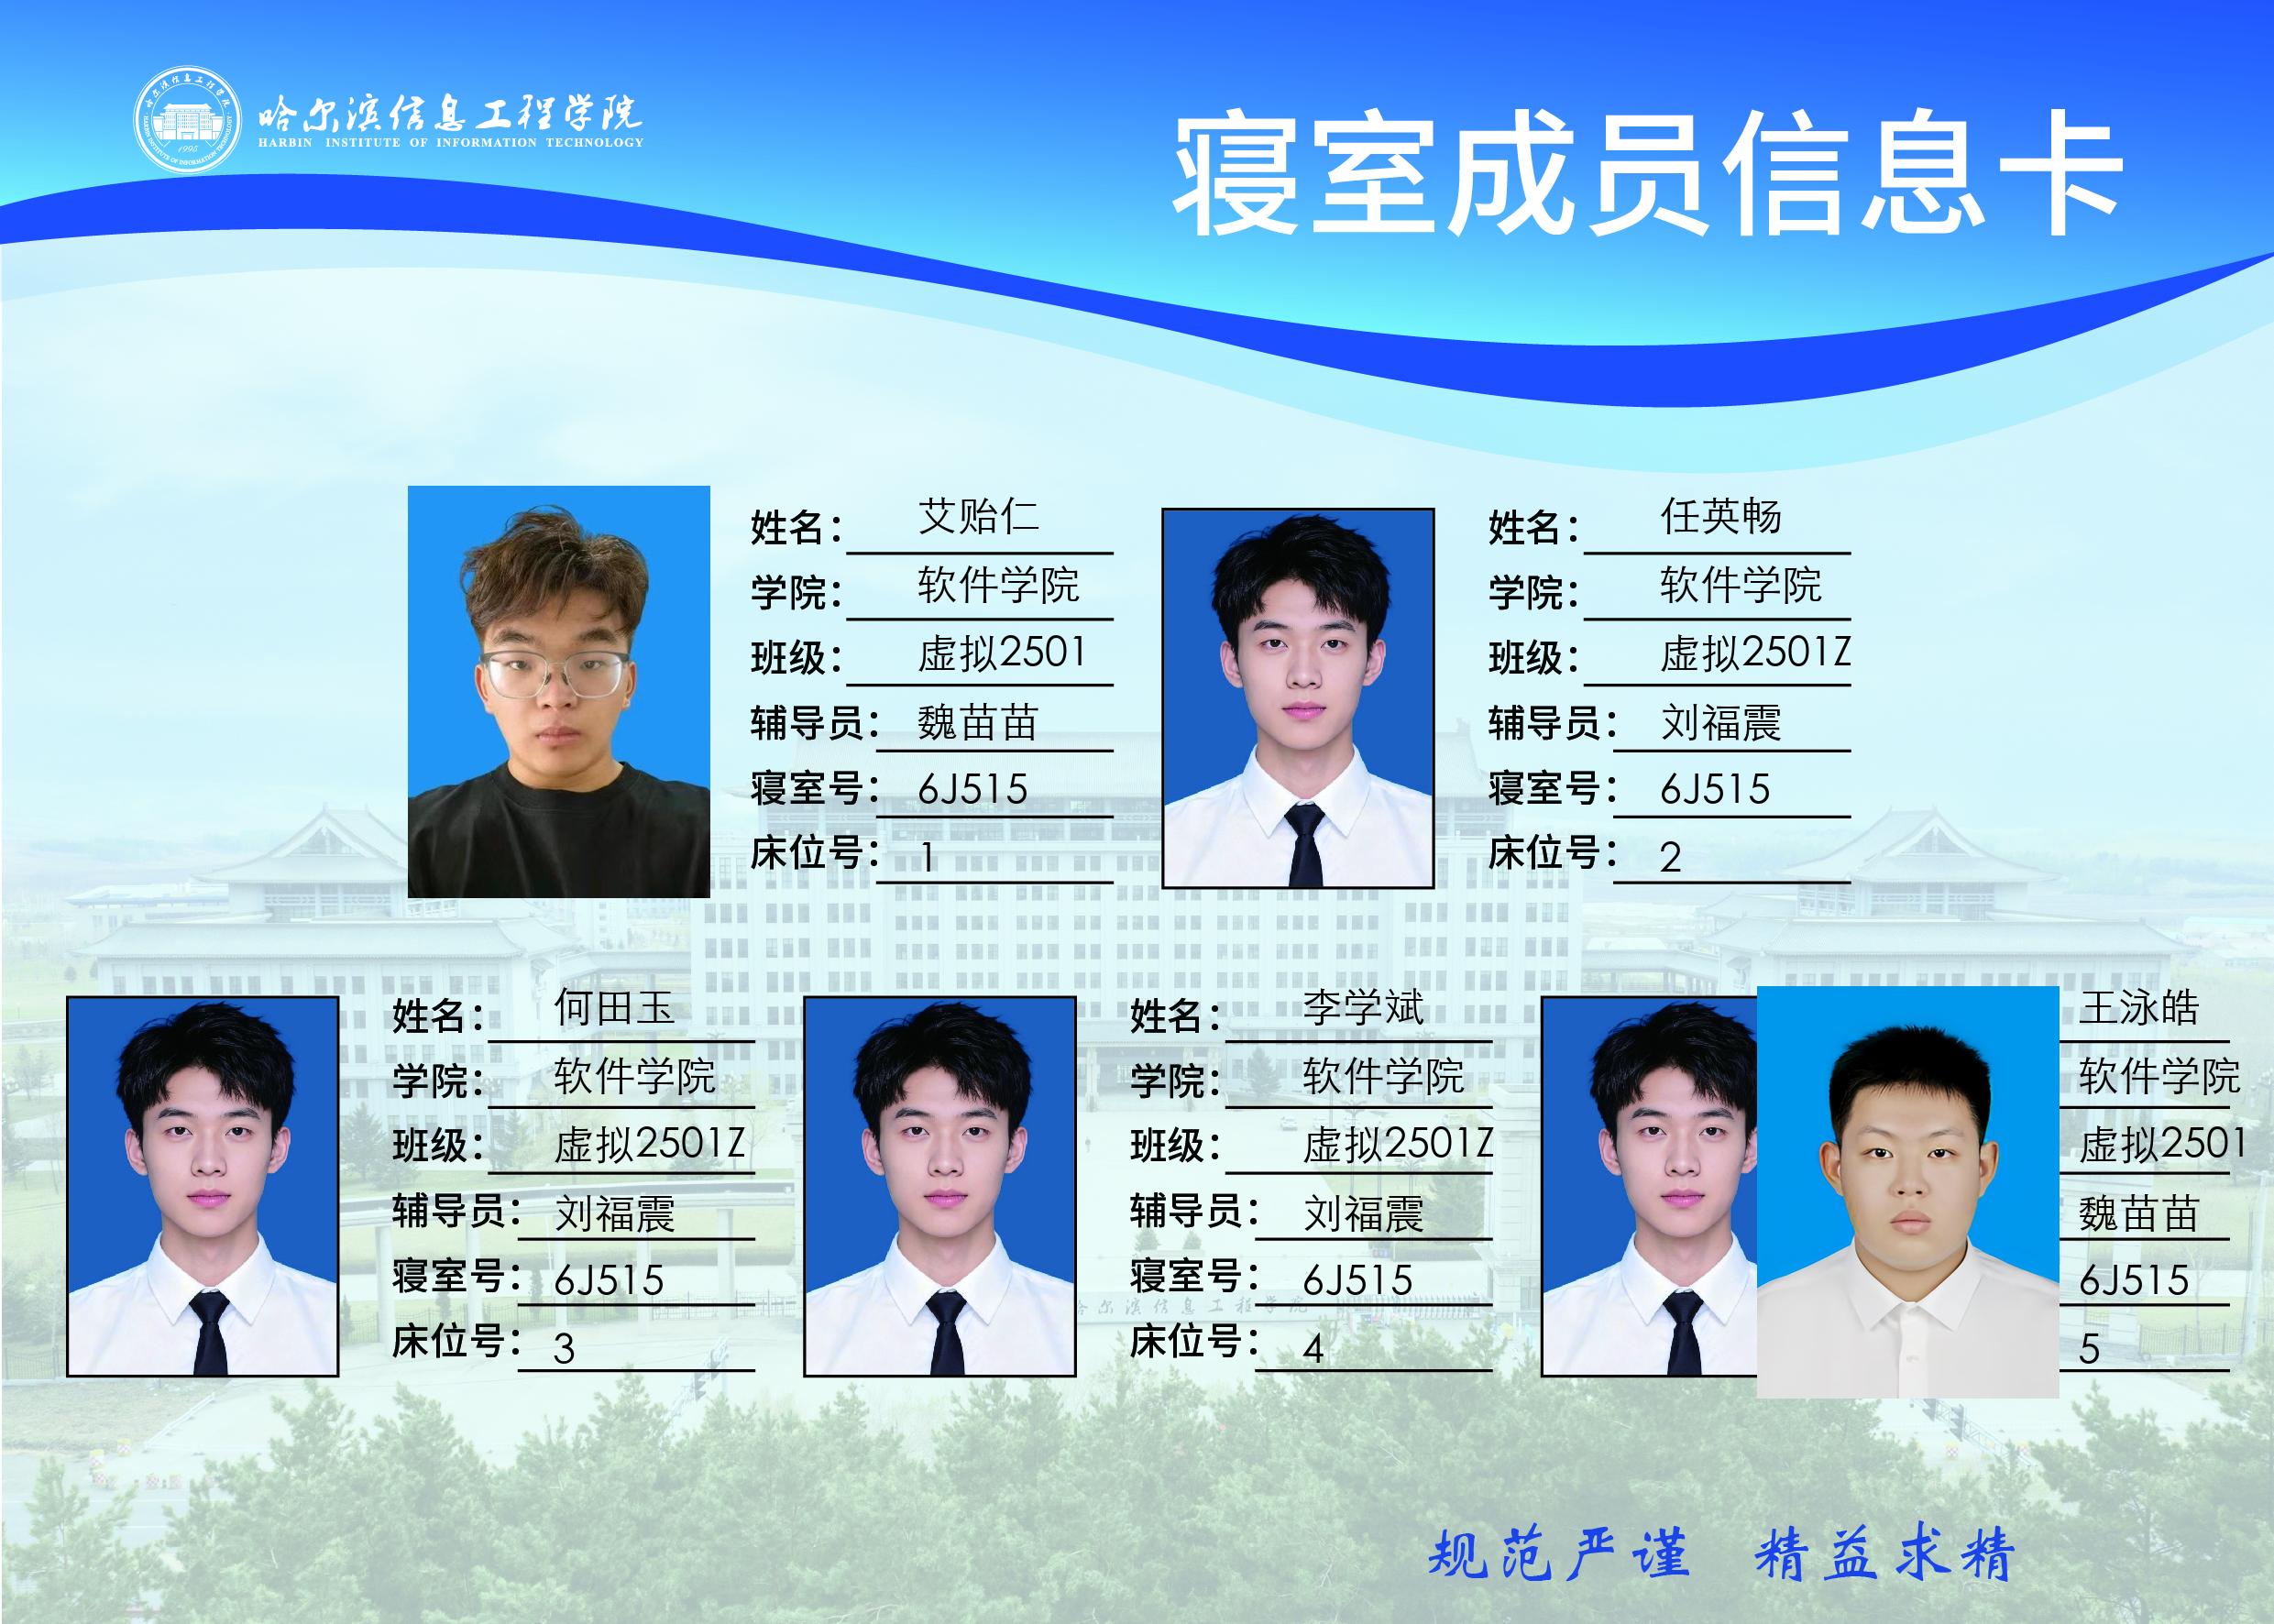 哈尔滨信息工程学院
HARBIN INSTITUTE OF INFORMATION TECHNOLOGY
1995
寝室成员信息卡
姓名：艾贻仁
学院：软件学院
班级：虚拟2501
辅导员：魏苗苗
寝室号：6J515
床位号：1
姓名：任英畅
学院：软件学院
班级：虚拟2501Z
辅导员：刘福震
寝室号：6J515
床位号：2
姓名：何田玉
学院：软件学院
班级：虚拟2501Z
辅导员：刘福震
寝室号：6J515
床位号：3
姓名：李学斌
学院：软件学院
班级：虚拟2501Z
辅导员：刘福震
寝室号：6J515
床位号：4
王泳皓
软件学院
虚拟2501
魏苗苗
6J515
5
哈尔滨信息工程学院
规范严谨 精益求精